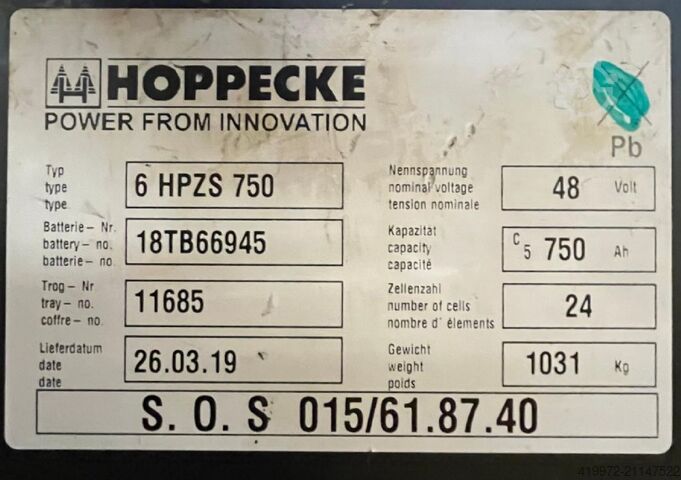 HOPPECKE
POWER FROM INNOVATION
Pb
Typ
type
type
6 HPZS 750
Nennspannung
nominal voltage
tension nominale
48 Volt
Batterie – Nr.
battery – no.
batterie – no.
18TB66945
Kapazitat
capacity
capacité
C5 750 Ah
Trog – Nr
tray – no.
coffre – no.
11685
Zellenzahl
number of cells
nombre d' élements
24
Lieferdatum
date
date
26.03.19
Gewicht
weight
poids
1031 Kg
S. O. S 015/61.87.40
419972-21147522